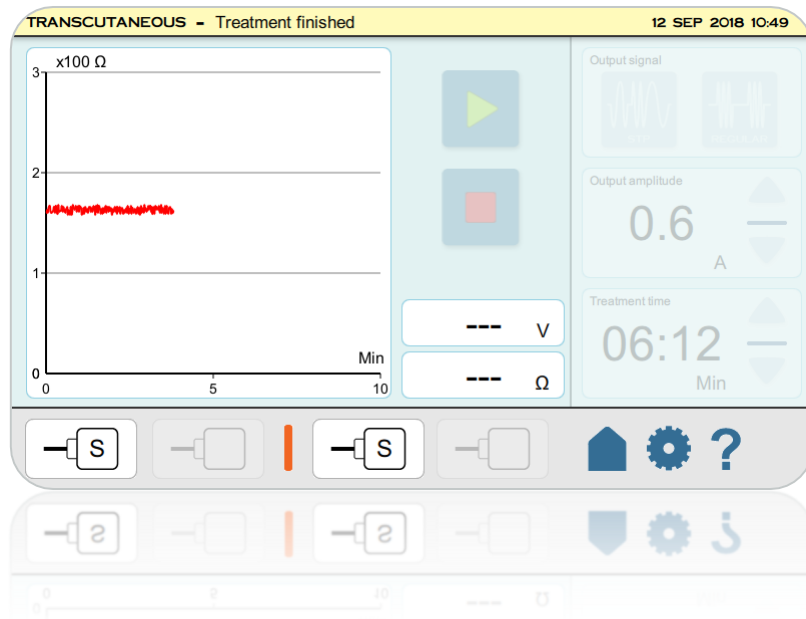 TRANSCUTANEOUS - Treatment finished
12 SEP 2018 10:49
x100 Ω
3
2
1
0
0
5
10
Min
--- V
--- Ω
Output signal
Output amplitude
0.6
A
Treatment time
06:12
Min
S
S
?